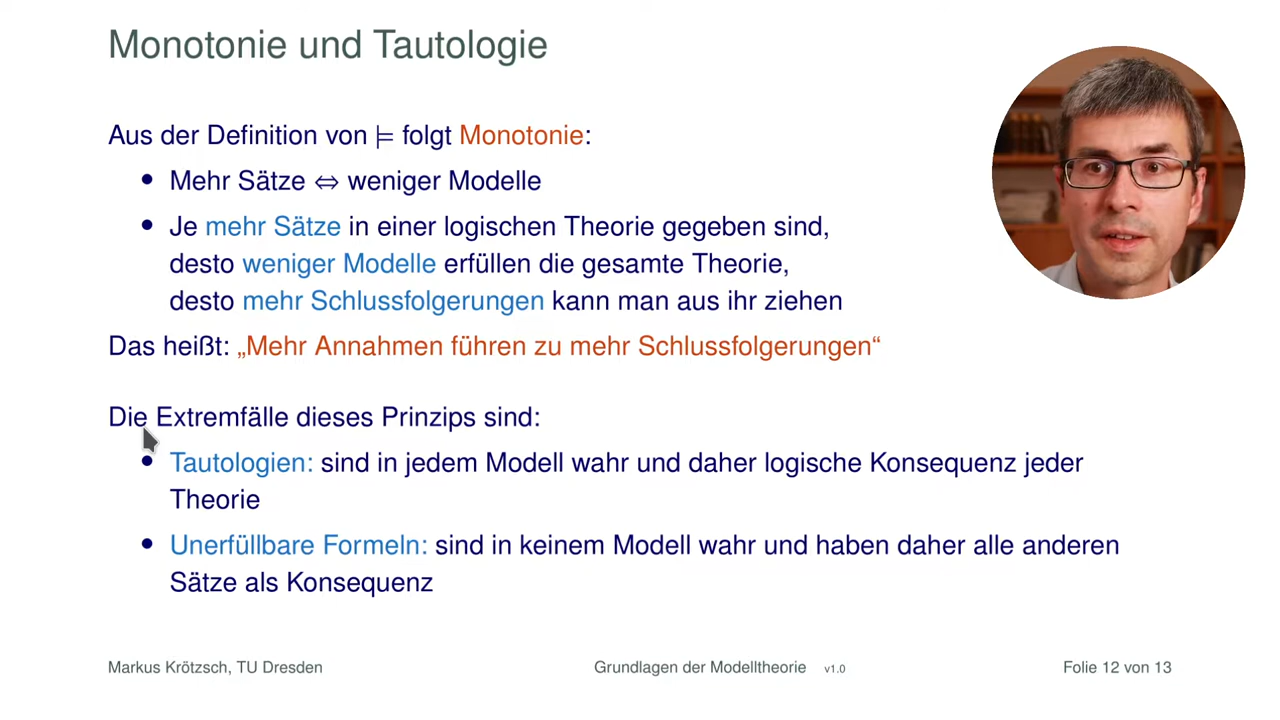 Monotonie und Tautologie
Aus der Definition von ⊨ folgt Monotonie:
• Mehr Sätze ⇔ weniger Modelle
• Je mehr Sätze in einer logischen Theorie gegeben sind,
desto weniger Modelle erfüllen die gesamte Theorie,
desto mehr Schlussfolgerungen kann man aus ihr ziehen
Das heißt: „Mehr Annahmen führen zu mehr Schlussfolgerungen“
Die Extremfälle dieses Prinzips sind:
• Tautologien: sind in jedem Modell wahr und daher logische Konsequenz jeder
Theorie
• Unerfüllbare Formeln: sind in keinem Modell wahr und haben daher alle anderen
Sätze als Konsequenz
Markus Krötzsch, TU Dresden Grundlagen der Modelltheorie v1.0 Folie 12 von 13